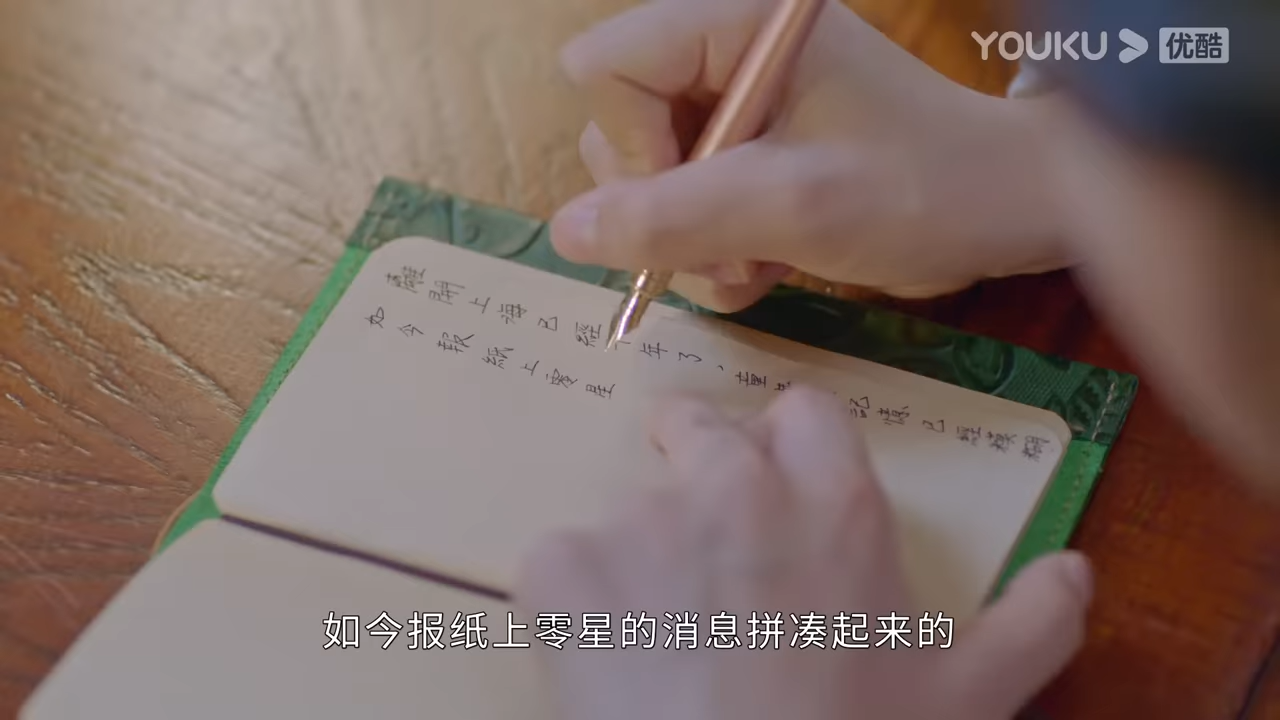 YOUKU 优酷
離開上海已經年了，童記憶已經模糊
如今報紙上零星
如今报纸上零星的消息拼凑起来的